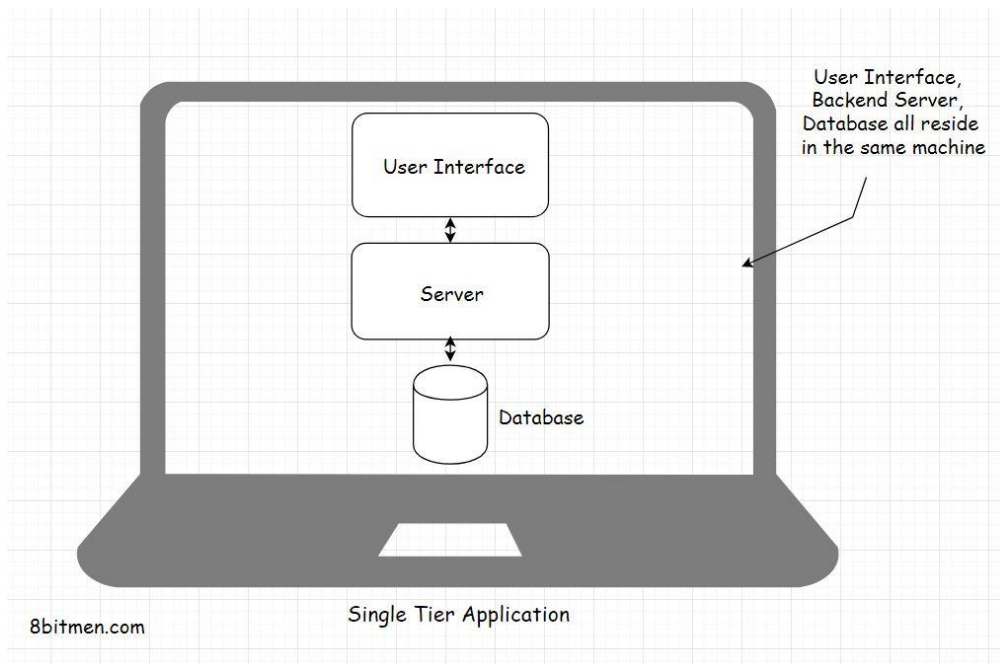 User Interface,
Backend Server,
Database all reside
in the same machine
User Interface
Server
Database
Single Tier Application
8bitmen.com